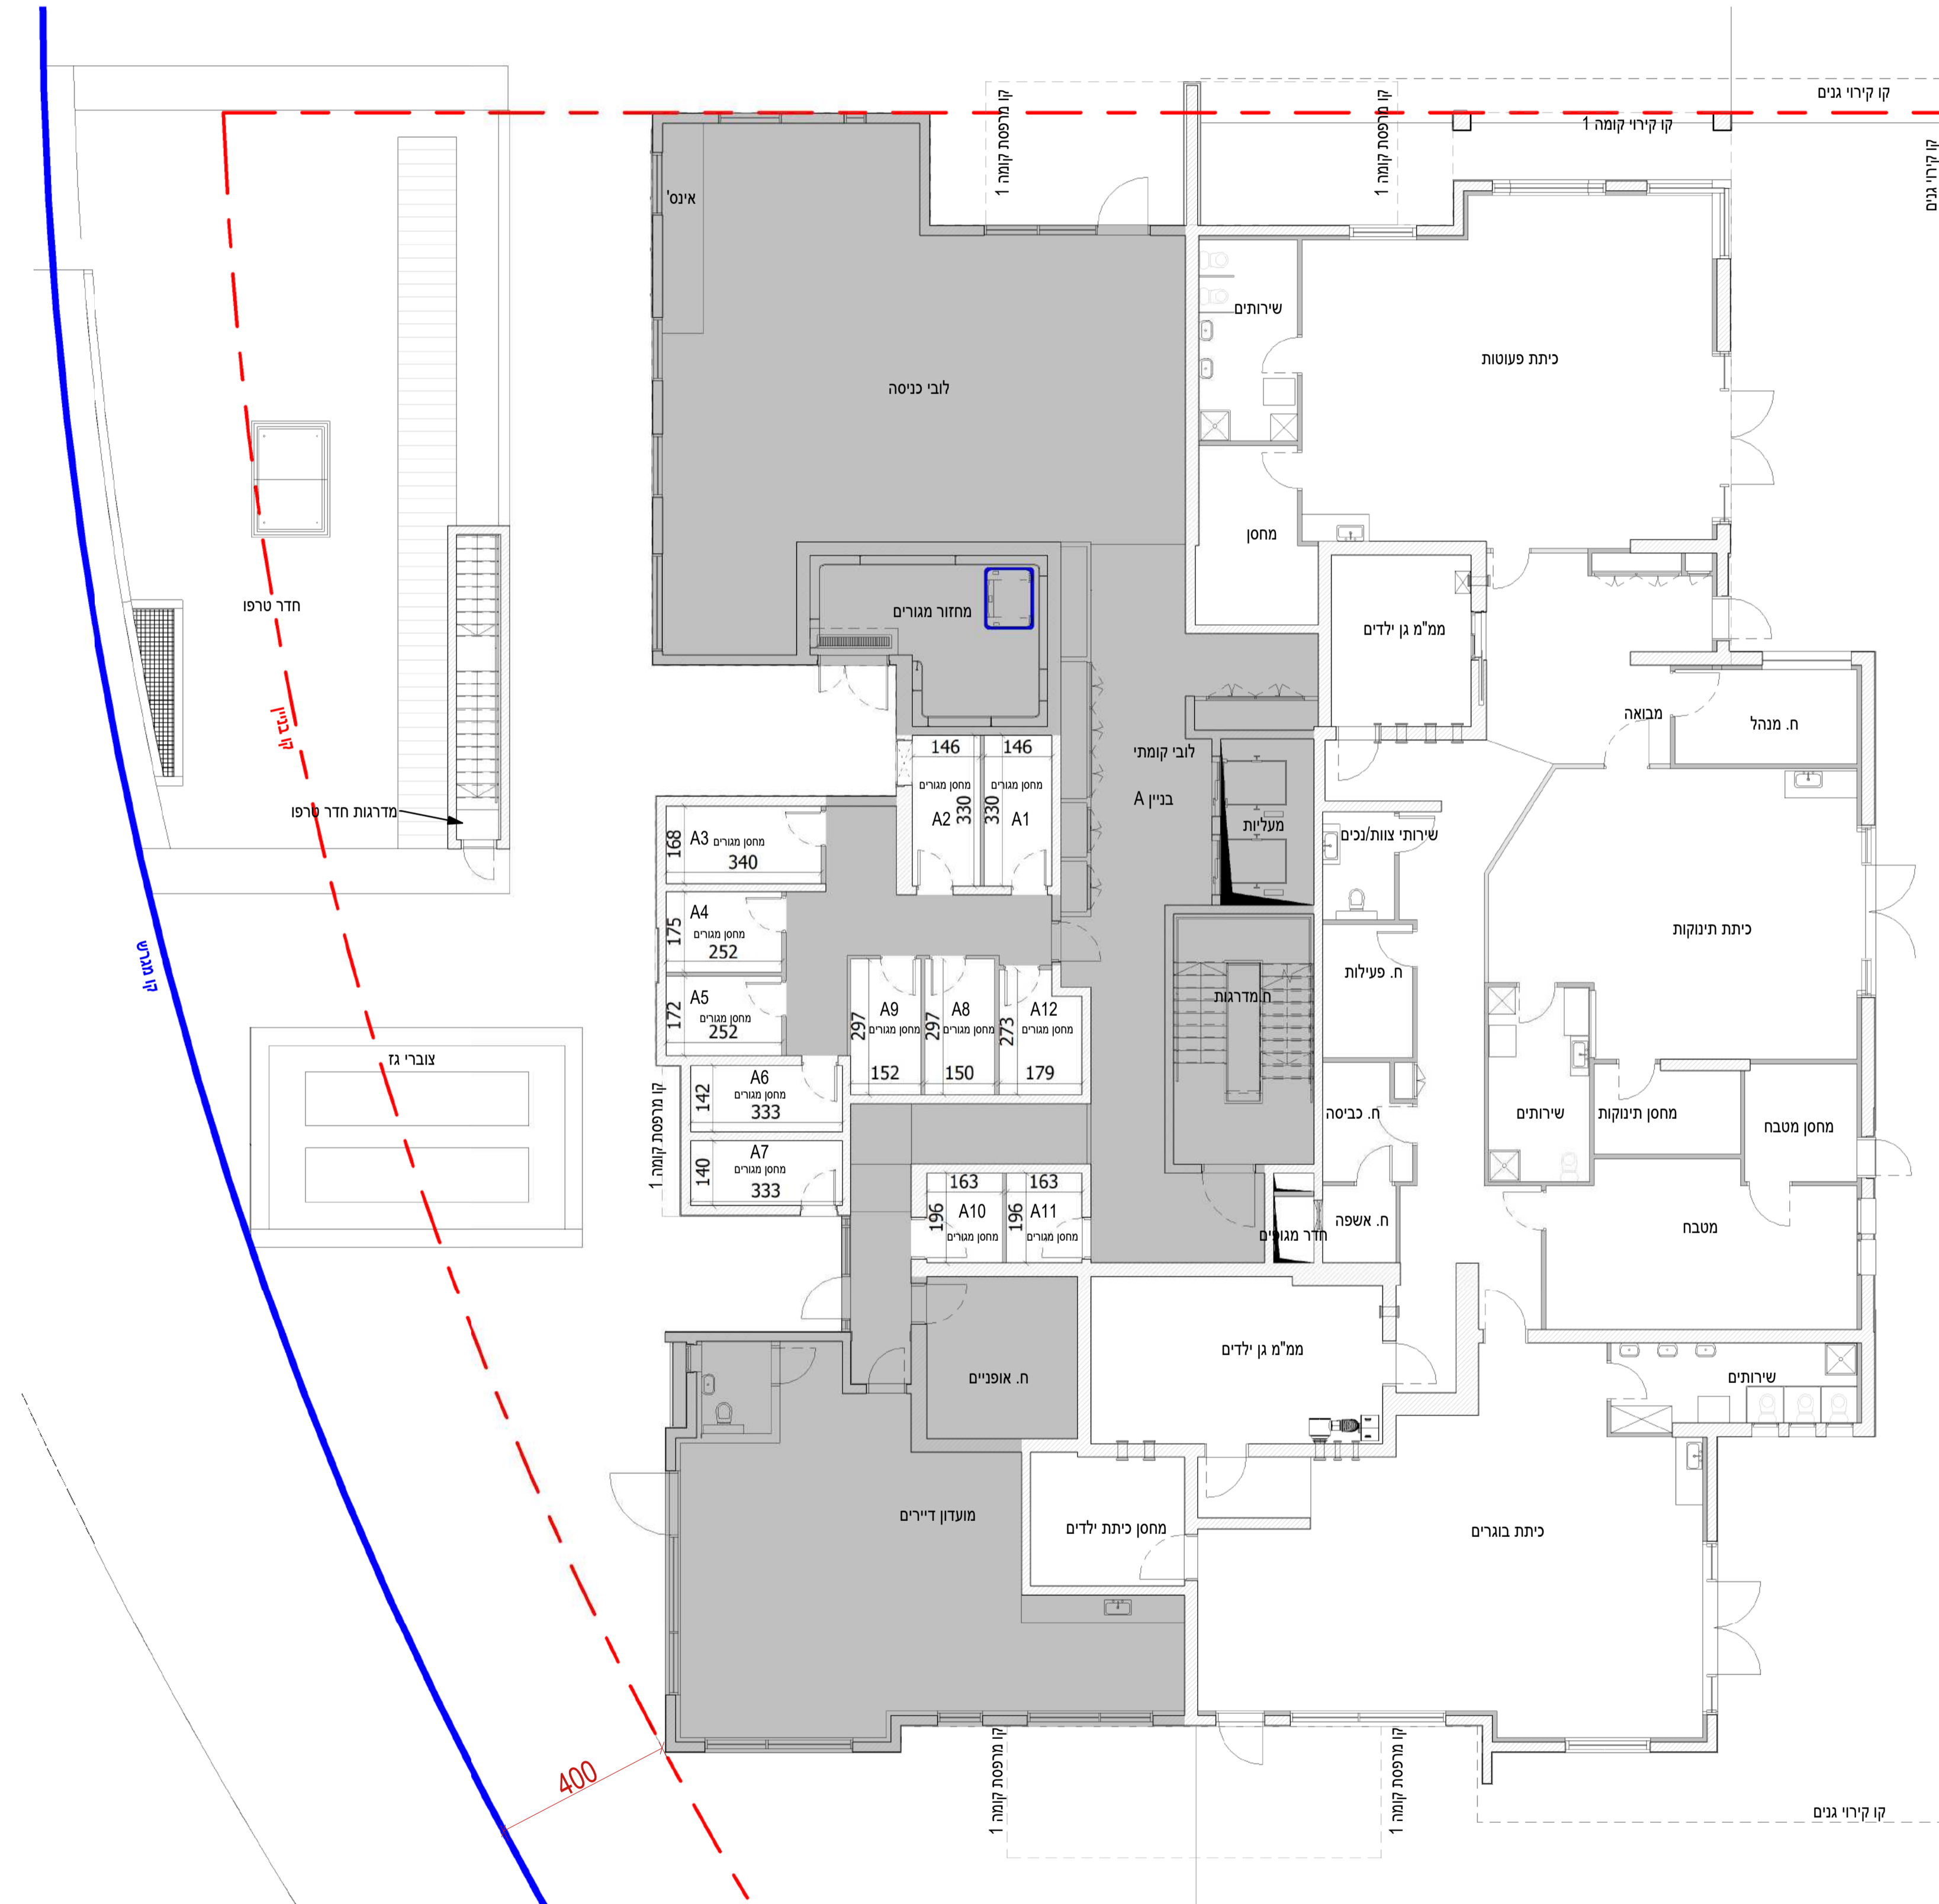 קו קירוי גנים
קו קירוי קומה 1
קו מרפסת קומה 1
קו מרפסת קומה 1
קו קירוי גנים
אינס'
שירותים
כיתת פעוטות
לובי כניסה
מחסן
חדר טרפו
מחזור מגורים
ממ"מ גן ילדים
קו בניין
מבואה
ח. מנהל
לובי קומתי
בניין A
מעליות
146
146
מחסן מגורים
מחסן מגורים
330
330
A2
A1
מדרגות חדר טרפו
שירותי צוות/נכים
168
A3 מחסן מגורים
340
175
A4
מחסן מגורים
252
כיתת תינוקות
קו מגרש
ח. פעילות
172
A5
מחסן מגורים
252
ח.מדרגות
A9
מחסן מגורים
297
152
A8
מחסן מגורים
297
150
A12
מחסן מגורים
273
179
צוברי גז
142
A6
מחסן מגורים
333
קו מרפסת קומה 1
140
A7
מחסן מגורים
333
ח. כביסה
שירותים
מחסן תינוקות
מחסן מטבח
163
163
196
A10
מחסן מגורים
196
A11
מחסן מגורים
ח. אשפה
חדר מגופים
מטבח
ממ"מ גן ילדים
ח. אופניים
שירותים
מועדון דיירים
מחסן כיתת ילדים
כיתת בוגרים
400
קו מרפסת קומה 1
קו מרפסת קומה 1
קו קירוי גנים